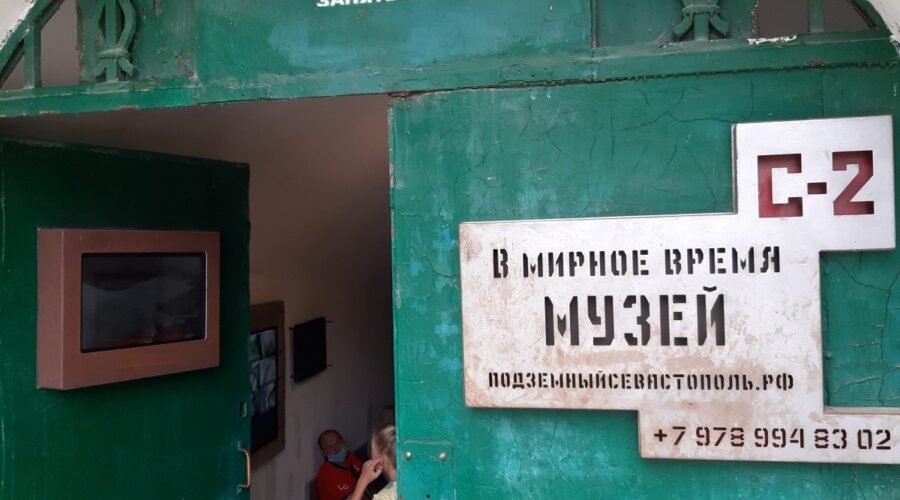 С-2
В МИРНОЕ ВРЕМЯ
МУЗЕЙ
ПОДЗЕМНЫЙСЕВАСТОПОЛЬ.РФ
+7 978 994 83 02